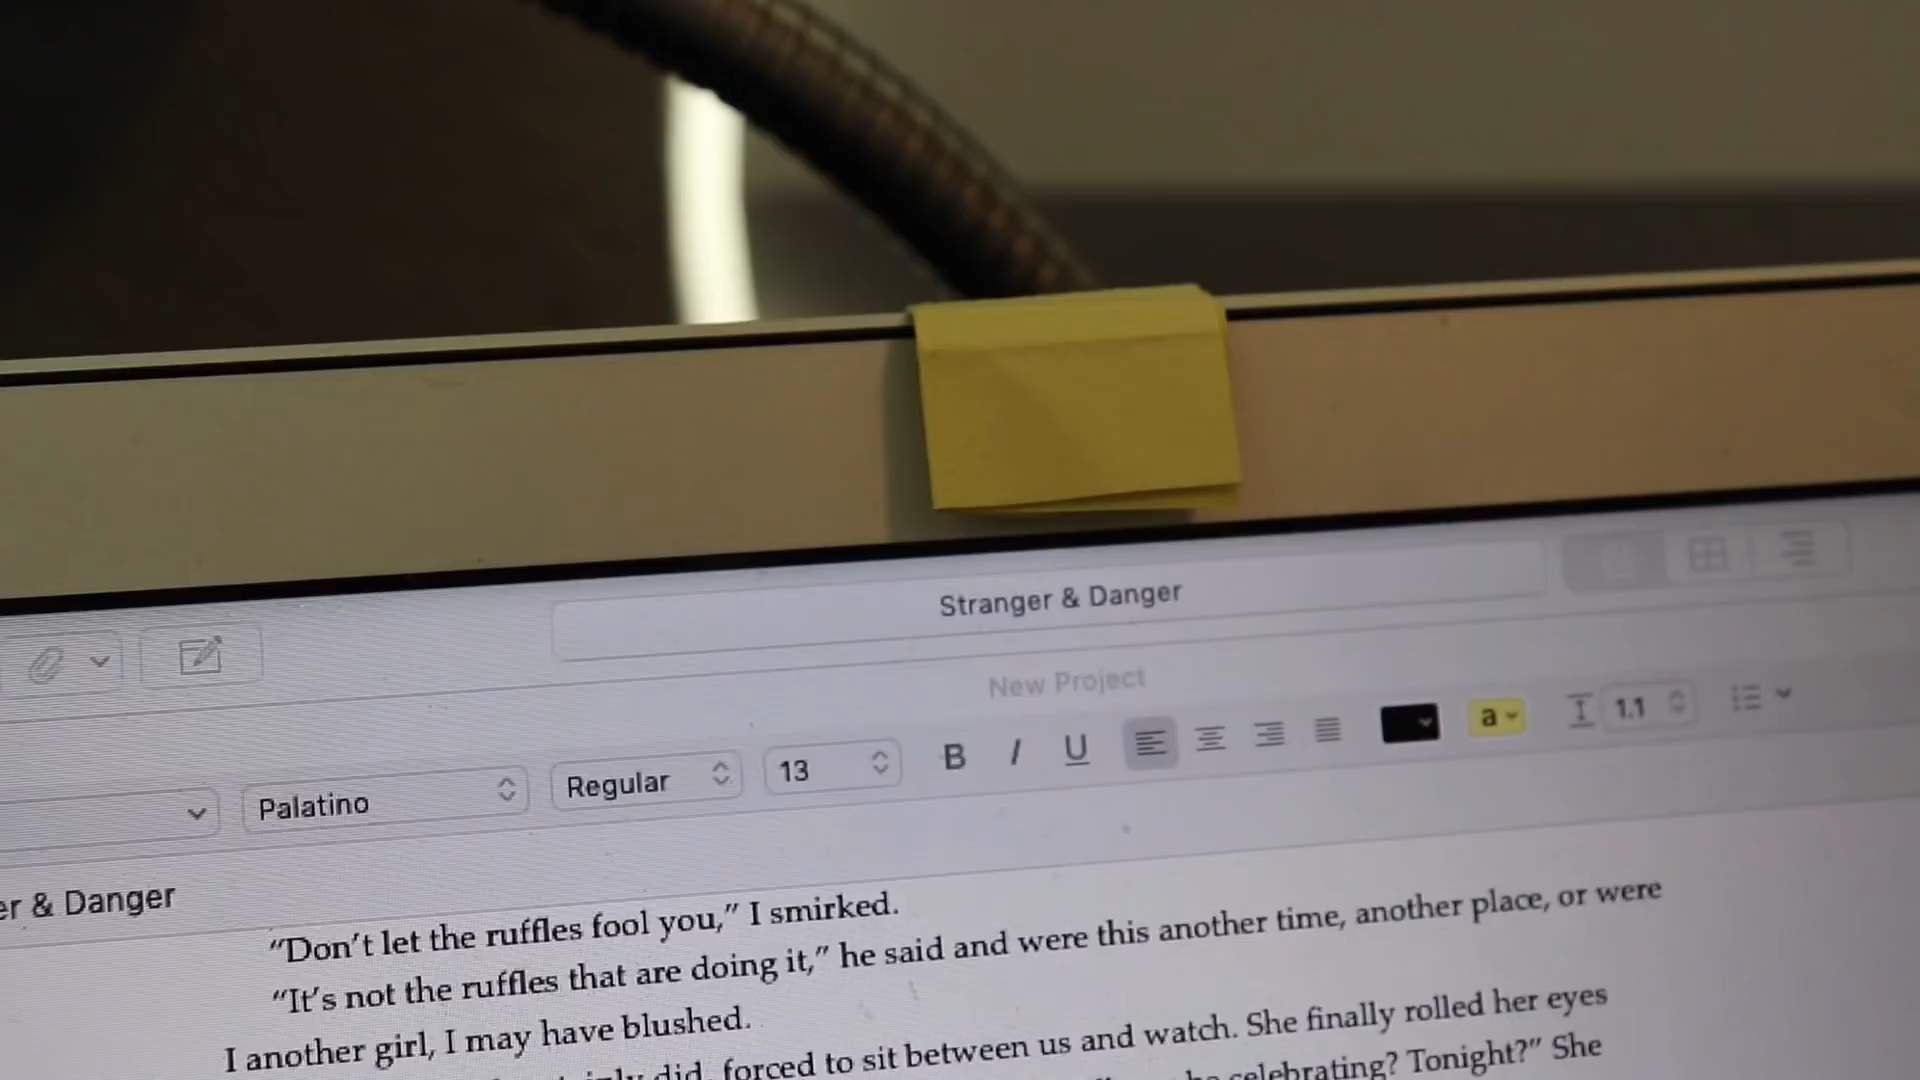 Stranger & Danger
New Project
Palatino
Regular
13
B I U
a
1.1
er & Danger
“Don’t let the ruffles fool you,” I smirked.
“It’s not the ruffles that are doing it,” he said and were this another time, another place, or were
I another girl, I may have blushed.
did, forced to sit between us and watch. She finally rolled her eyes
celebrating? Tonight?” She